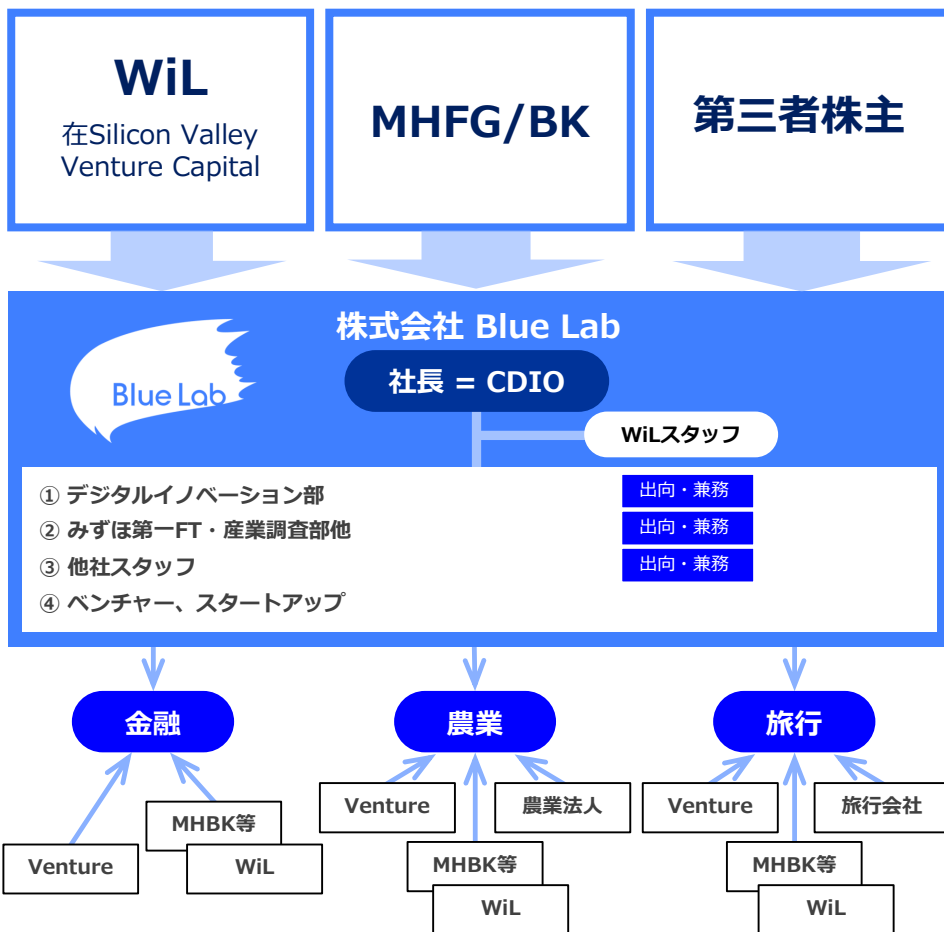 WiL
在Silicon Valley
Venture Capital
MHFG/BK
第三者株主
株式会社 Blue Lab
Blue Lab
社長 = CDIO
WiLスタッフ
① デジタルイノベーション部
出向・兼務
② みずほ第一FT・産業調査部他
出向・兼務
③ 他社スタッフ
出向・兼務
④ ベンチャー、スタートアップ
金融
農業
旅行
Venture
MHBK等
WiL
Venture
農業法人
MHBK等
WiL
Venture
旅行会社
MHBK等
WiL